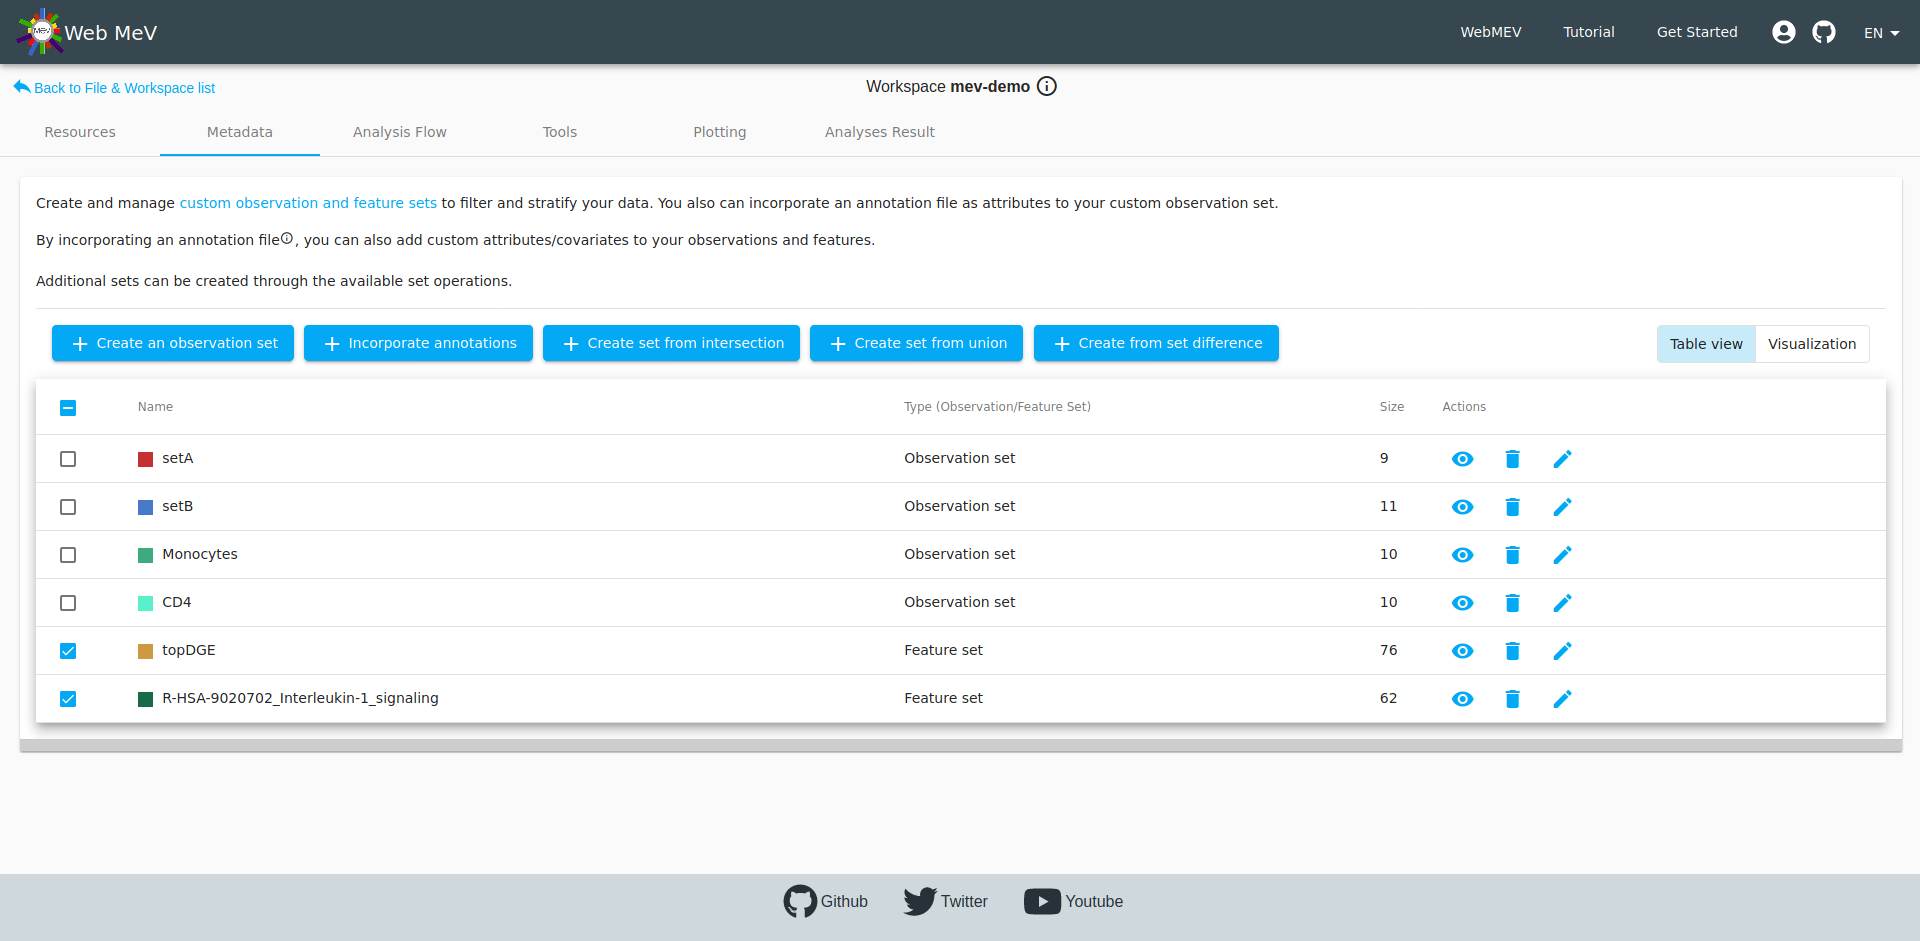 MEV Web MeV WebMEV Tutorial Get Started EN
Back to File & Workspace list Workspace mev-demo
Resources Metadata Analysis Flow Tools Plotting Analyses Result
Create and manage custom observation and feature sets to filter and stratify your data. You also can incorporate an annotation file as attributes to your custom observation set.
By incorporating an annotation file, you can also add custom attributes/covariates to your observations and features.
Additional sets can be created through the available set operations.
+ Create an observation set + Incorporate annotations + Create set from intersection + Create set from union + Create from set difference Table view Visualization
Name Type (Observation/Feature Set) Size Actions
setA Observation set 9
setB Observation set 11
Monocytes Observation set 10
CD4 Observation set 10
topDGE Feature set 76
R-HSA-9020702_Interleukin-1_signaling Feature set 62
Github Twitter Youtube